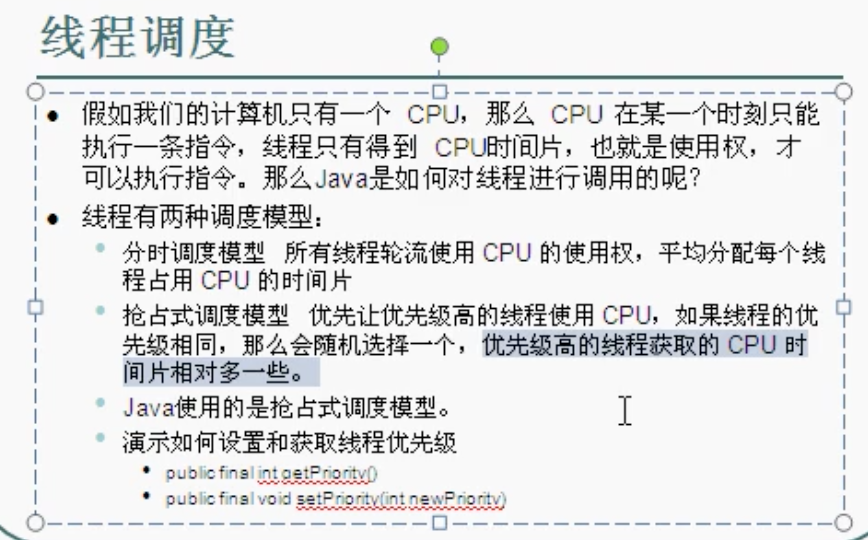 线程调度
假如我们的计算机只有一个 CPU，那么 CPU 在某一个时刻只能
执行一条指令，线程只有得到 CPU时间片，也就是使用权，才
可以执行指令。那么Java是如何对线程进行调用的呢？
线程有两种调度模型：
分时调度模型 所有线程轮流使用 CPU 的使用权，平均分配每个线
程占用 CPU 的时间片
抢占式调度模型 优先让优先级高的线程使用 CPU，如果线程的优
先级相同，那么会随机选择一个，优先级高的线程获取的 CPU 时
间片相对多一些。
Java使用的是抢占式调度模型。
演示如何设置和获取线程优先级
public final int getPriority()
public final void setPriority(int newPriority)